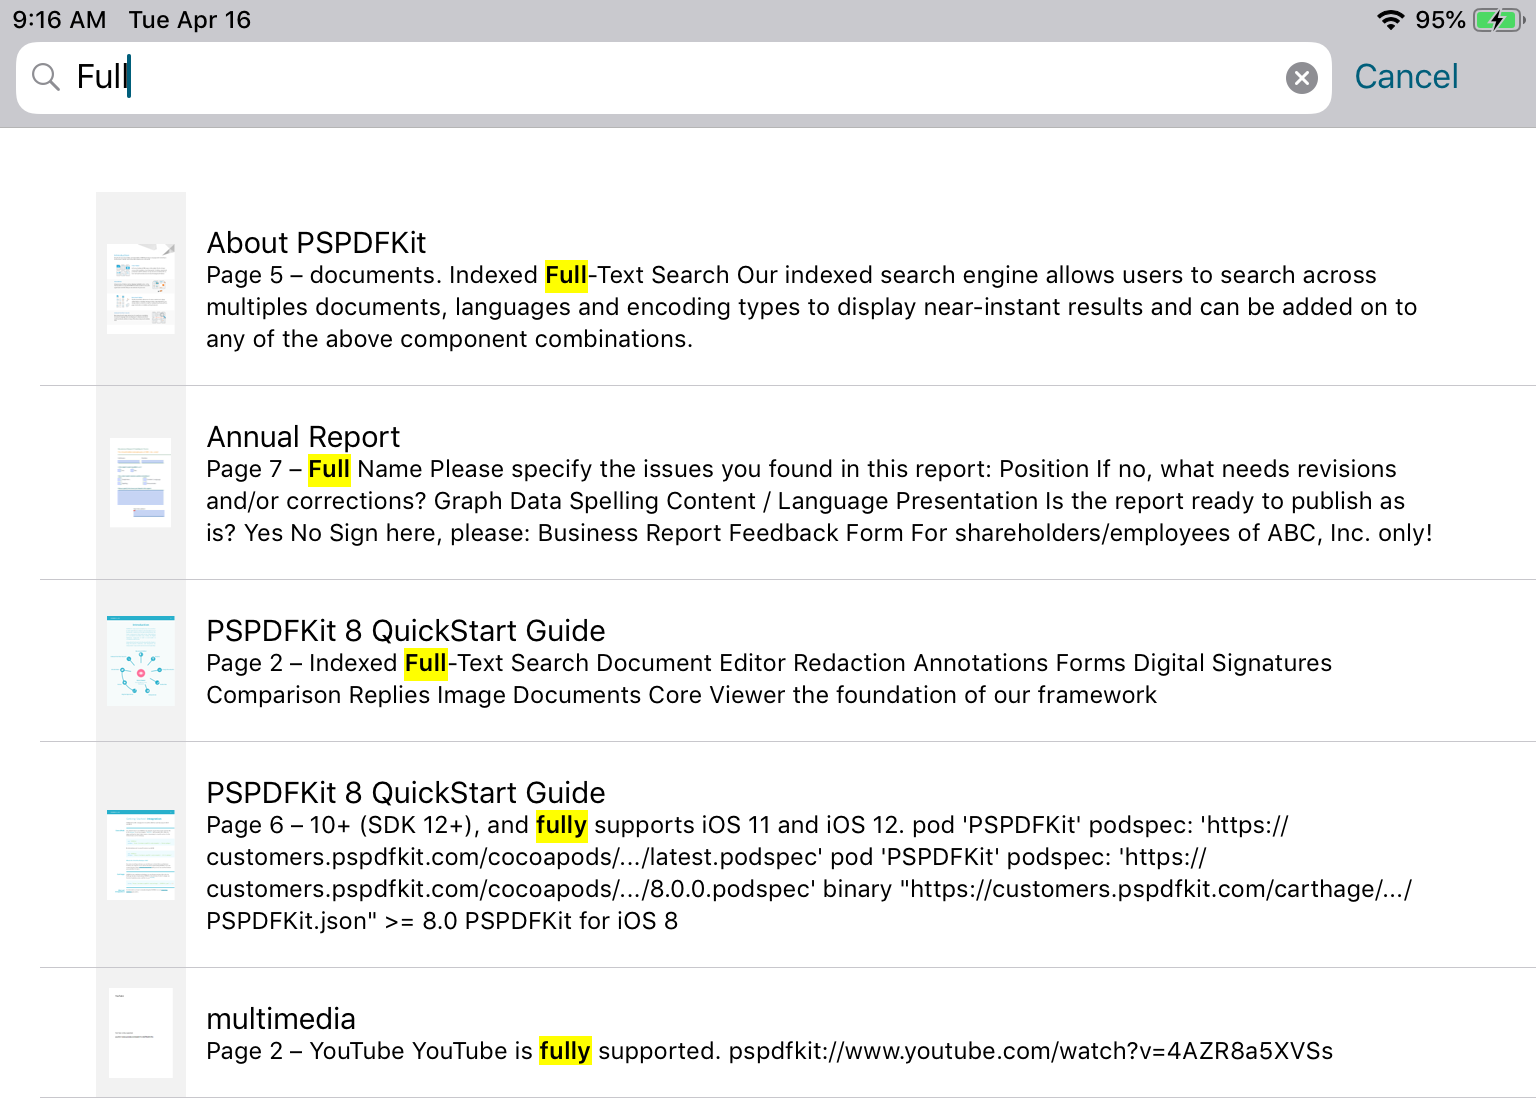 9:16 AM Tue Apr 16 95%
Full Cancel
About PSPDFKit
Page 5 – documents. Indexed Full-Text Search Our indexed search engine allows users to search across
multiples documents, languages and encoding types to display near-instant results and can be added on to
any of the above component combinations.
Annual Report
Page 7 – Full Name Please specify the issues you found in this report: Position If no, what needs revisions
and/or corrections? Graph Data Spelling Content / Language Presentation Is the report ready to publish as
is? Yes No Sign here, please: Business Report Feedback Form For shareholders/employees of ABC, Inc. only!
PSPDFKit 8 QuickStart Guide
Page 2 – Indexed Full-Text Search Document Editor Redaction Annotations Forms Digital Signatures
Comparison Replies Image Documents Core Viewer the foundation of our framework
PSPDFKit 8 QuickStart Guide
Page 6 – 10+ (SDK 12+), and fully supports iOS 11 and iOS 12. pod 'PSPDFKit' podspec: 'https://
customers.pspdfkit.com/cocoapods/.../latest.podspec' pod 'PSPDFKit' podspec: 'https://
customers.pspdfkit.com/cocoapods/.../8.0.0.podspec' binary "https://customers.pspdfkit.com/carthage/.../
PSPDFKit.json" >= 8.0 PSPDFKit for iOS 8
multimedia
Page 2 – YouTube YouTube is fully supported. pspdfkit://www.youtube.com/watch?v=4AZR8a5XVSs